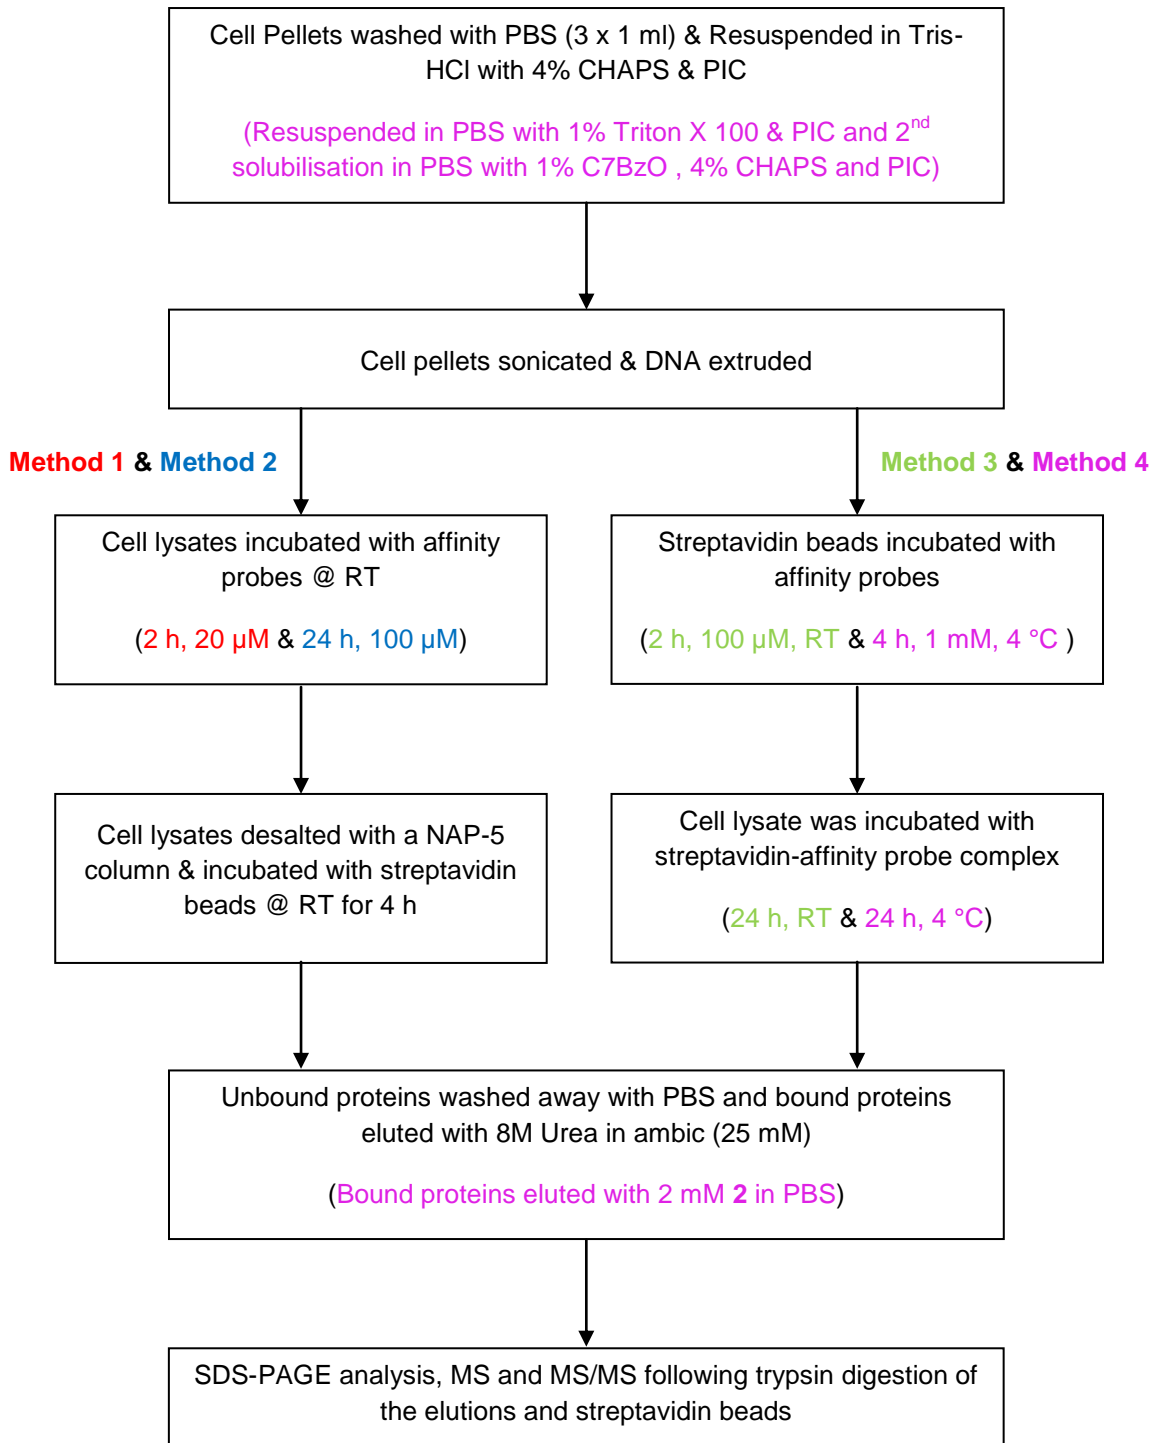 Cell Pellets washed with PBS (3 x 1 ml) & Resuspended in Tris-
HCl with 4% CHAPS & PIC
(Resuspended in PBS with 1% Triton X 100 & PIC and 2nd
solubilisation in PBS with 1% C7BzO , 4% CHAPS and PIC)
Cell pellets sonicated & DNA extruded
Method 1 & Method 2
Method 3 & Method 4
Cell lysates incubated with affinity
probes @ RT
(2 h, 20 µM & 24 h, 100 µM)
Streptavidin beads incubated with
affinity probes
(2 h, 100 µM, RT & 4 h, 1 mM, 4 °C )
Cell lysates desalted with a NAP-5
column & incubated with streptavidin
beads @ RT for 4 h
Cell lysate was incubated with
streptavidin-affinity probe complex
(24 h, RT & 24 h, 4 °C)
Unbound proteins washed away with PBS and bound proteins
eluted with 8M Urea in ambic (25 mM)
(Bound proteins eluted with 2 mM 2 in PBS)
SDS-PAGE analysis, MS and MS/MS following trypsin digestion of
the elutions and streptavidin beads